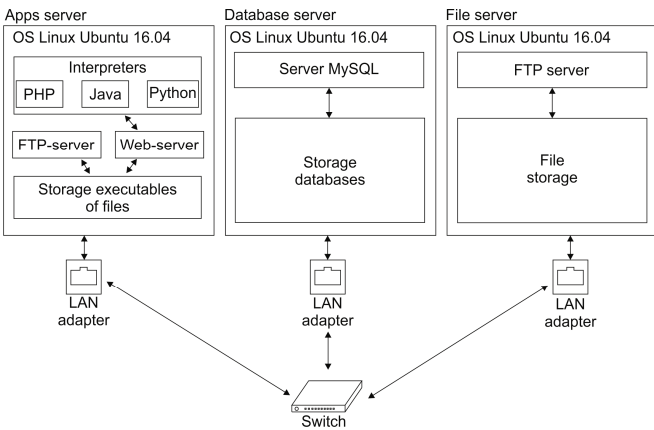 Apps server
OS Linux Ubuntu 16.04
Interpreters
PHP
Java
Python
FTP-server
Web-server
Storage executables
of files
LAN
adapter
Database server
OS Linux Ubuntu 16.04
Server MySQL
Storage
databases
LAN
adapter
File server
OS Linux Ubuntu 16.04
FTP server
File
storage
LAN
adapter
Switch